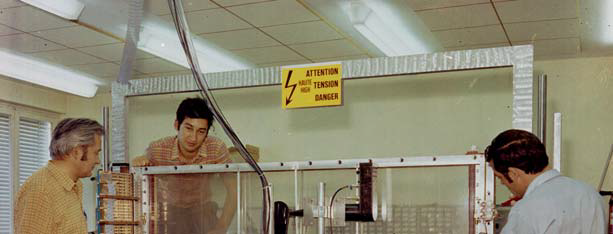 ATTENTION
HAUTE
HIGH
TENSION
DANGER